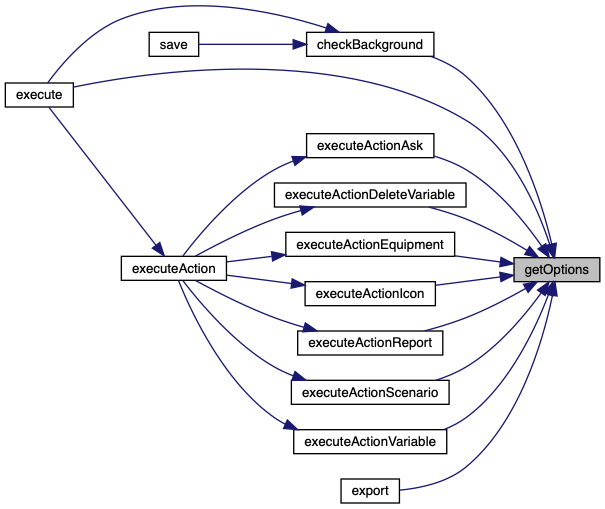 save
checkBackground
execute
executeActionAsk
executeActionDeleteVariable
executeActionEquipment
executeAction
getOptions
executeActionIcon
executeActionReport
executeActionScenario
executeActionVariable
export